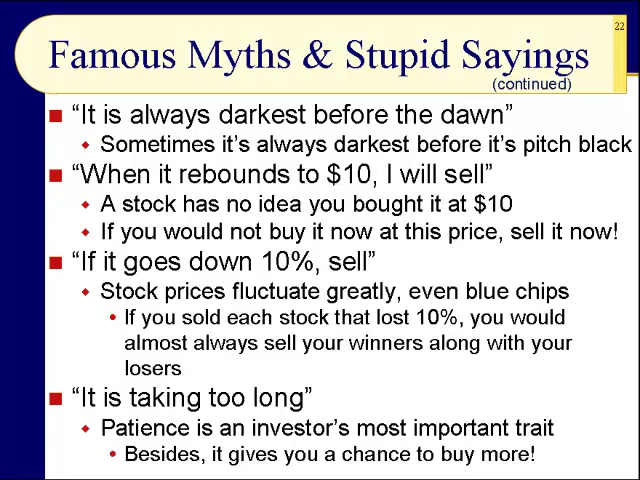 22
Famous Myths & Stupid Sayings
(continued)
"It is always darkest before the dawn"
Sometimes it's always darkest before it's pitch black
"When it rebounds to $10, I will sell"
A stock has no idea you bought it at $10
If you would not buy it now at this price, sell it now!
"If it goes down 10%, sell"
Stock prices fluctuate greatly, even blue chips
If you sold each stock that lost 10%, you would
almost always sell your winners along with your
losers
"It is taking too long"
Patience is an investor's most important trait
Besides, it gives you a chance to buy more!